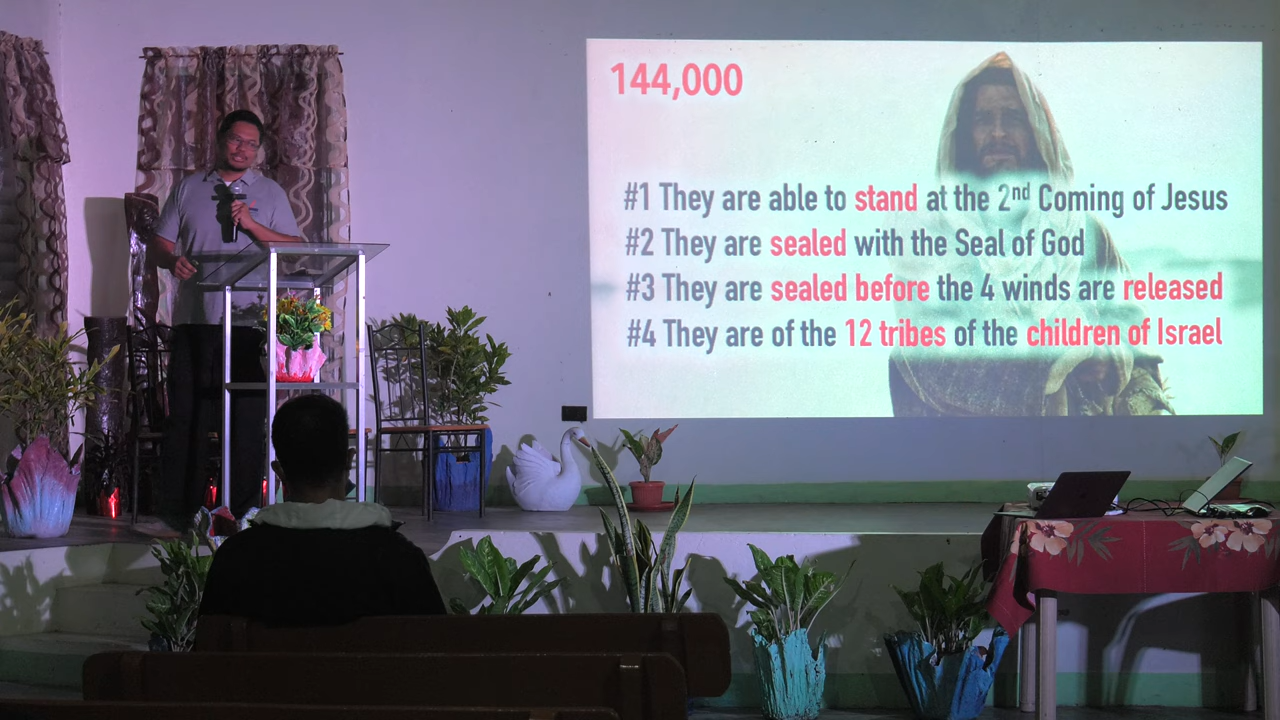 144,000
#1 They are able to stand at the 2nd Coming of Jesus
#2 They are sealed with the Seal of God
#3 They are sealed before the 4 winds are released
#4 They are of the 12 tribes of the children of Israel